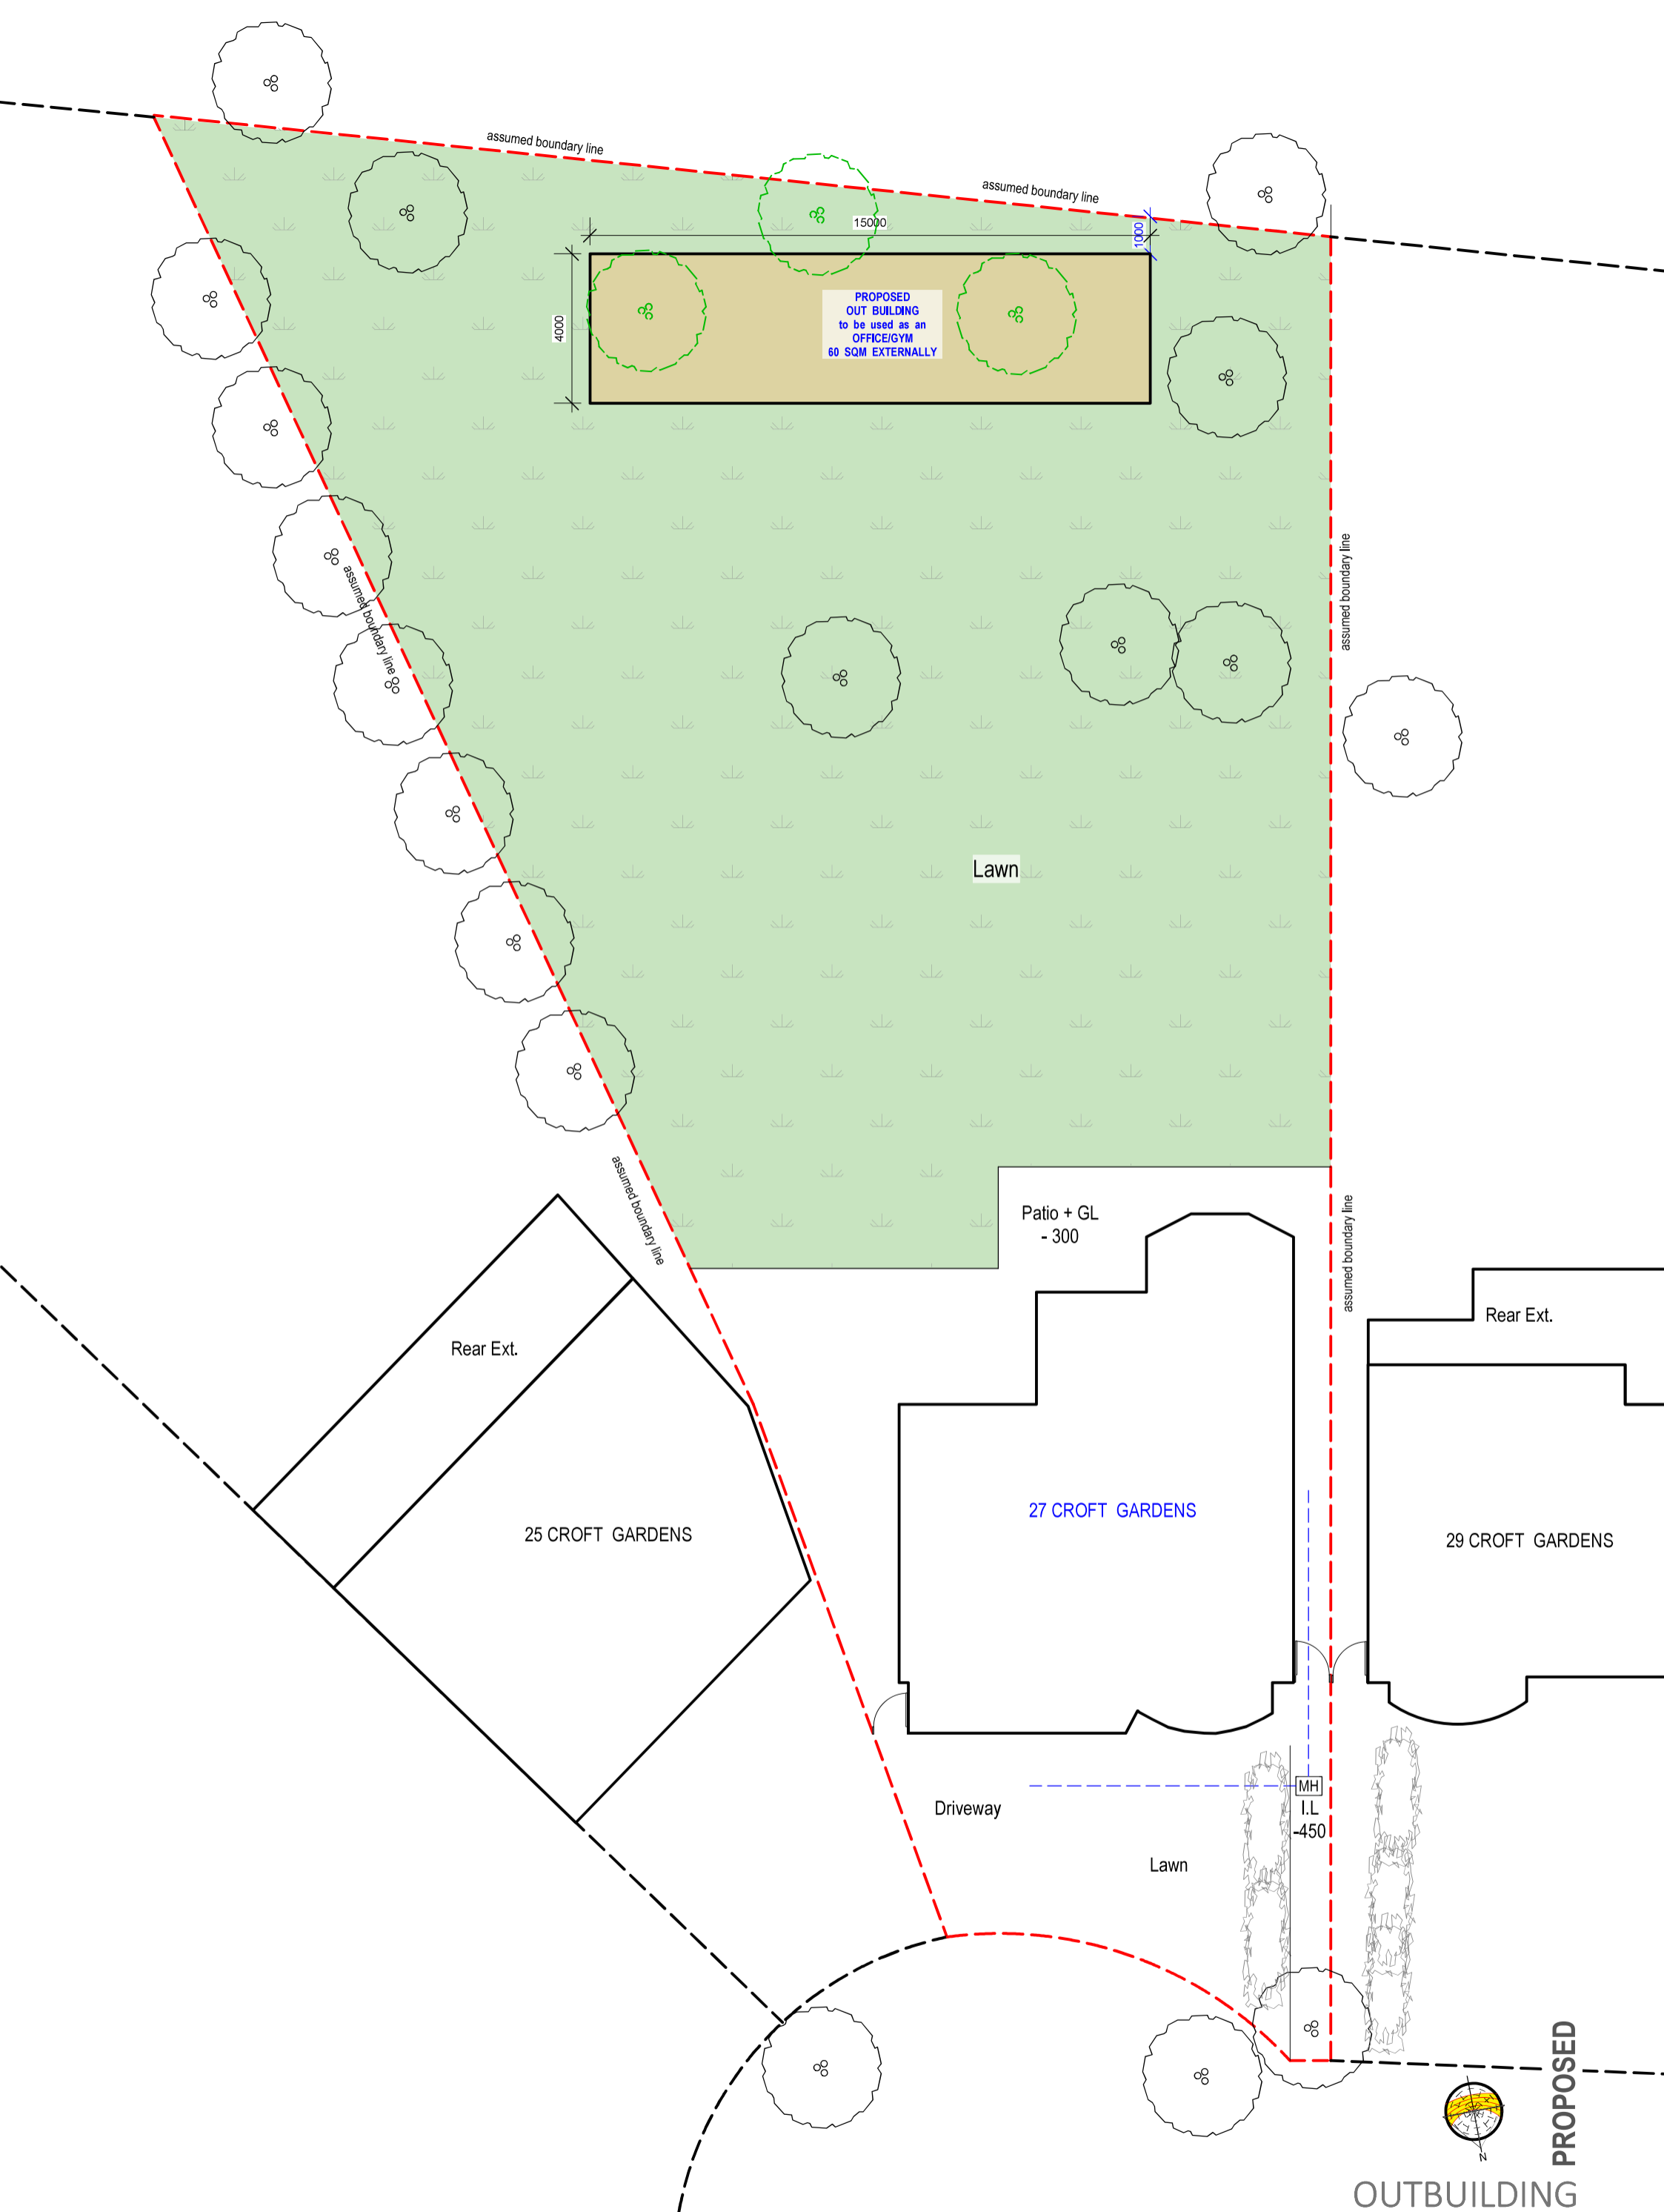 assumed boundary line
assumed boundary line
15000
1000
4000
PROPOSED
OUT BUILDING
to be used as an
OFFICE/GYM
60 SQM EXTERNALLY
assumed boundary line
assumed boundary line
Lawn
assumed boundary line
assumed boundary line
Patio + GL
- 300
Rear Ext.
Rear Ext.
27 CROFT GARDENS
25 CROFT GARDENS
29 CROFT GARDENS
MH
I.L
-450
Driveway
Lawn
N
PROPOSED
OUTBUILDING